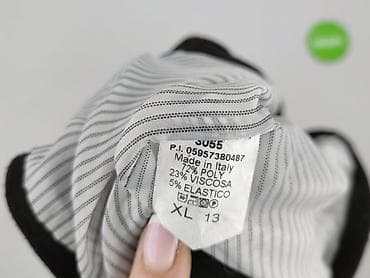 3055
P.I. 05957380487
Made in Italy
72% POLY
23% VISCOSA
5% ELASTICO
XL 13